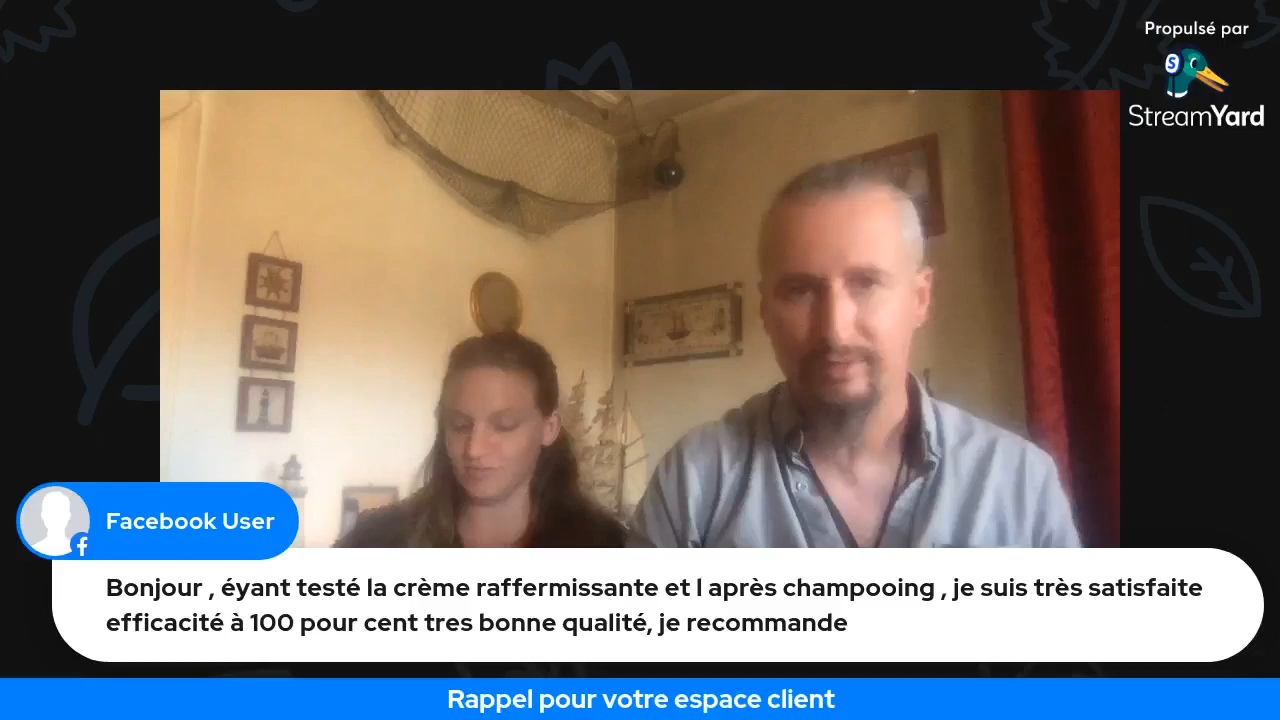 Propulsé par
StreamYard
Facebook User
Bonjour , éyant testé la crème raffermissante et l après champooing , je suis très satisfaite
efficacité à 100 pour cent tres bonne qualité, je recommande
Rappel pour votre espace client